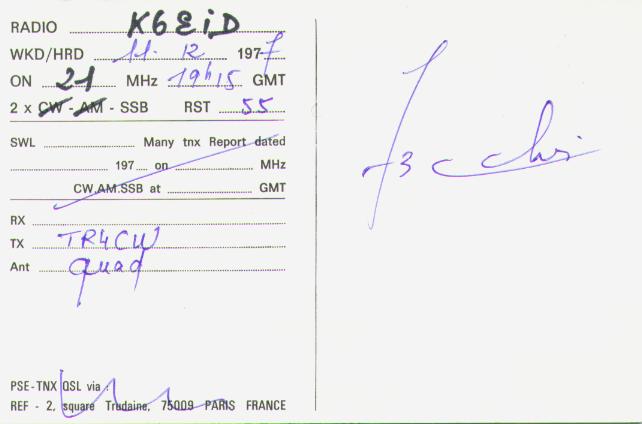 RADIO K6EiD
WKD/HRD 11. 12 1977
ON 21 MHz 19h15 GMT
2 x CW - AM - SSB RST 55
SWL Many tnx Report dated
197 on MHz
CW,AM,SSB at GMT
RX
TX TR4CW
Ant quad
PSE-TNX QSL via :
REF - 2, square Trudaine, 75009 PARIS FRANCE